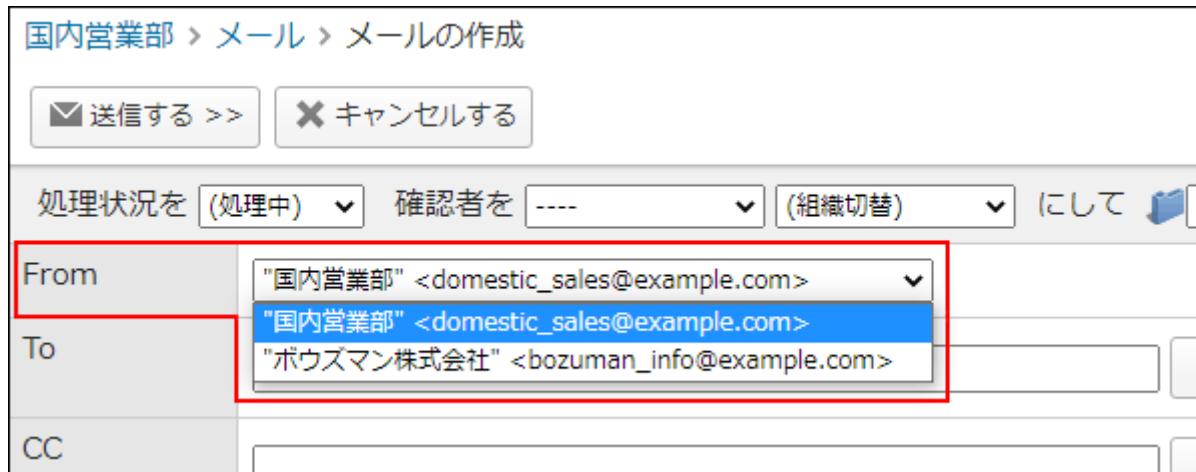 国内営業部 > メール > メールの作成
送信する >> キャンセルする
処理状況を (処理中) 確認者を ---- (組織切替) にして
From "国内営業部" <domestic_sales@example.com>
"国内営業部" <domestic_sales@example.com>
"ボウズマン株式会社" <bozuman_info@example.com>
To
CC